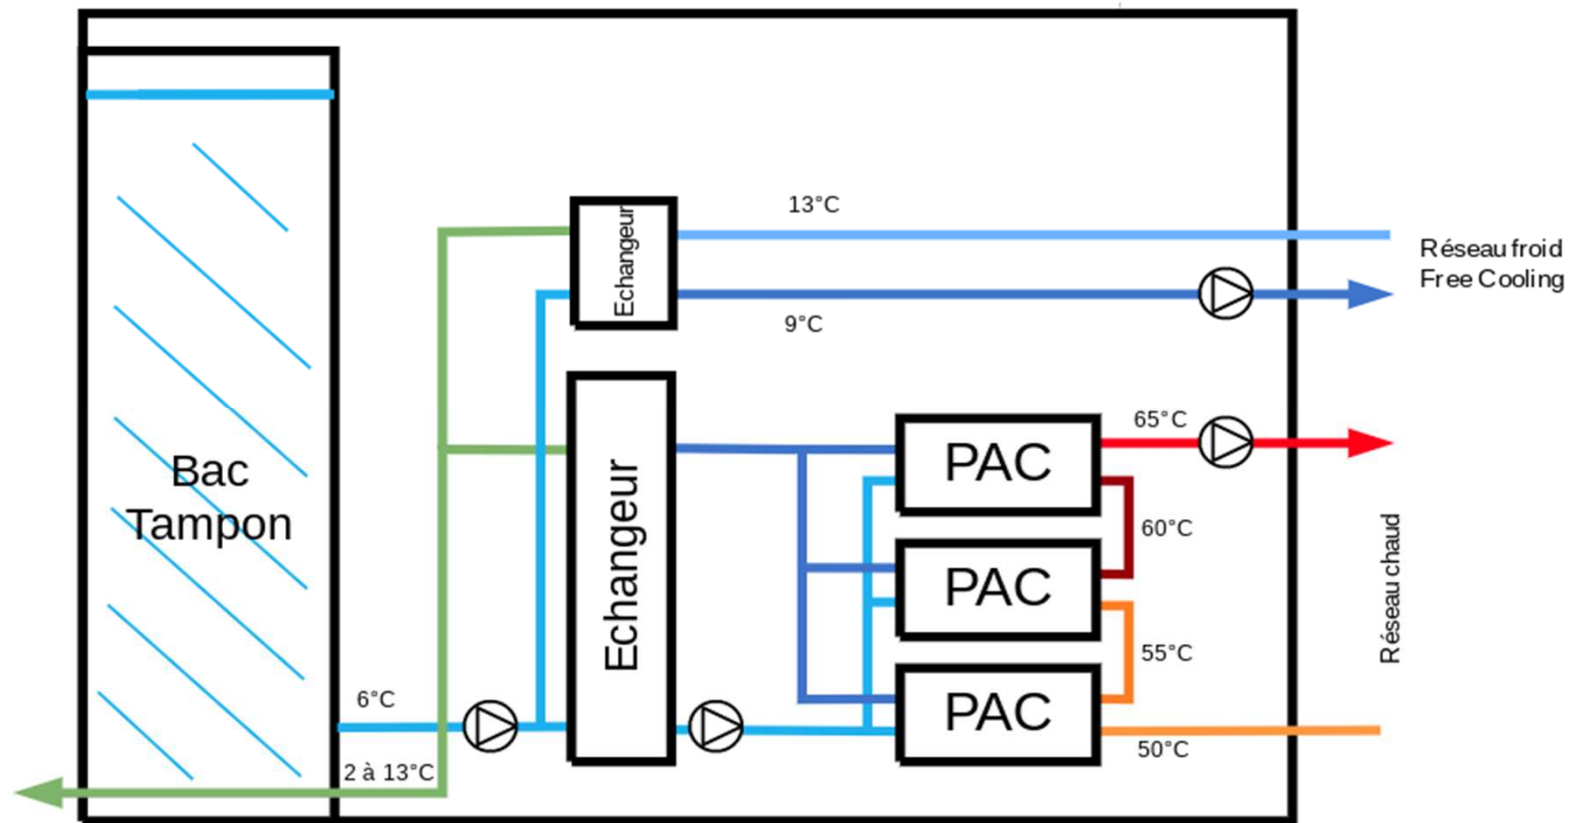 13°C
Echangeur
Réseau froid
Free Cooling
9°C
65°C
PAC
Bac
Tampon
Echangeur
60°C
PAC
Réseau chaud
55°C
6°C
PAC
50°C
2 à 13°C